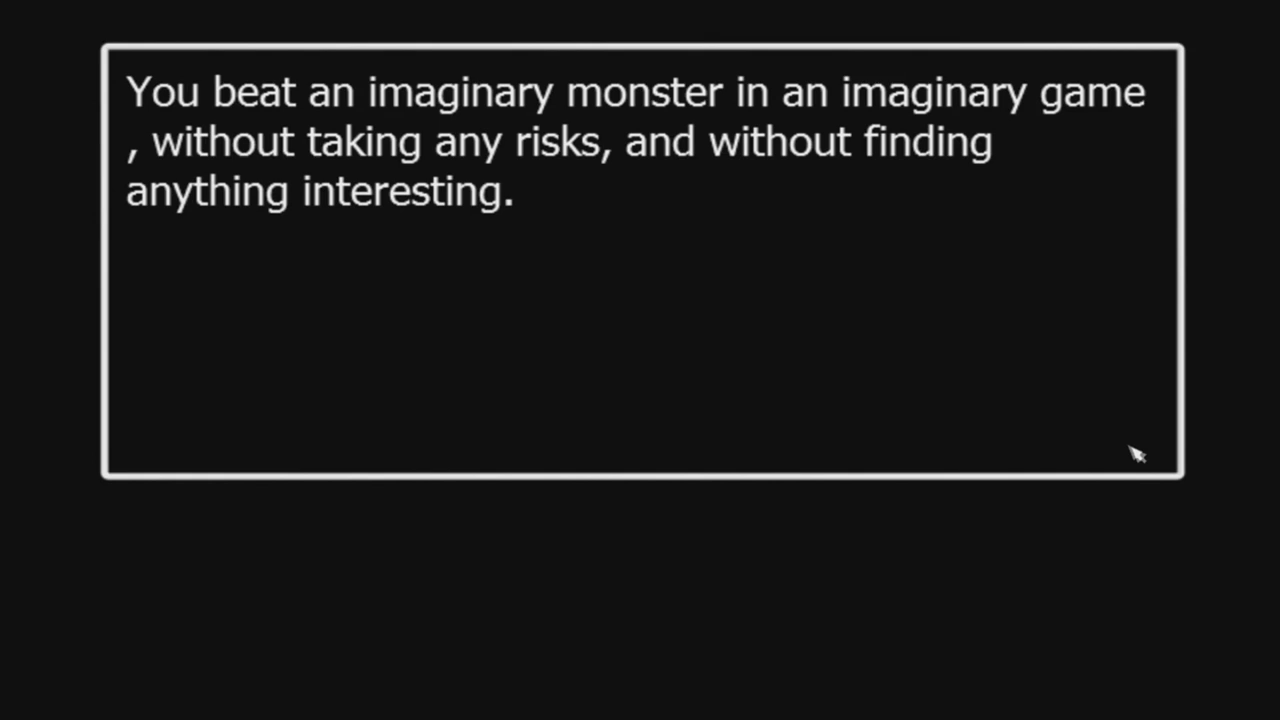 You beat an imaginary monster in an imaginary game
, without taking any risks, and without finding
anything interesting.